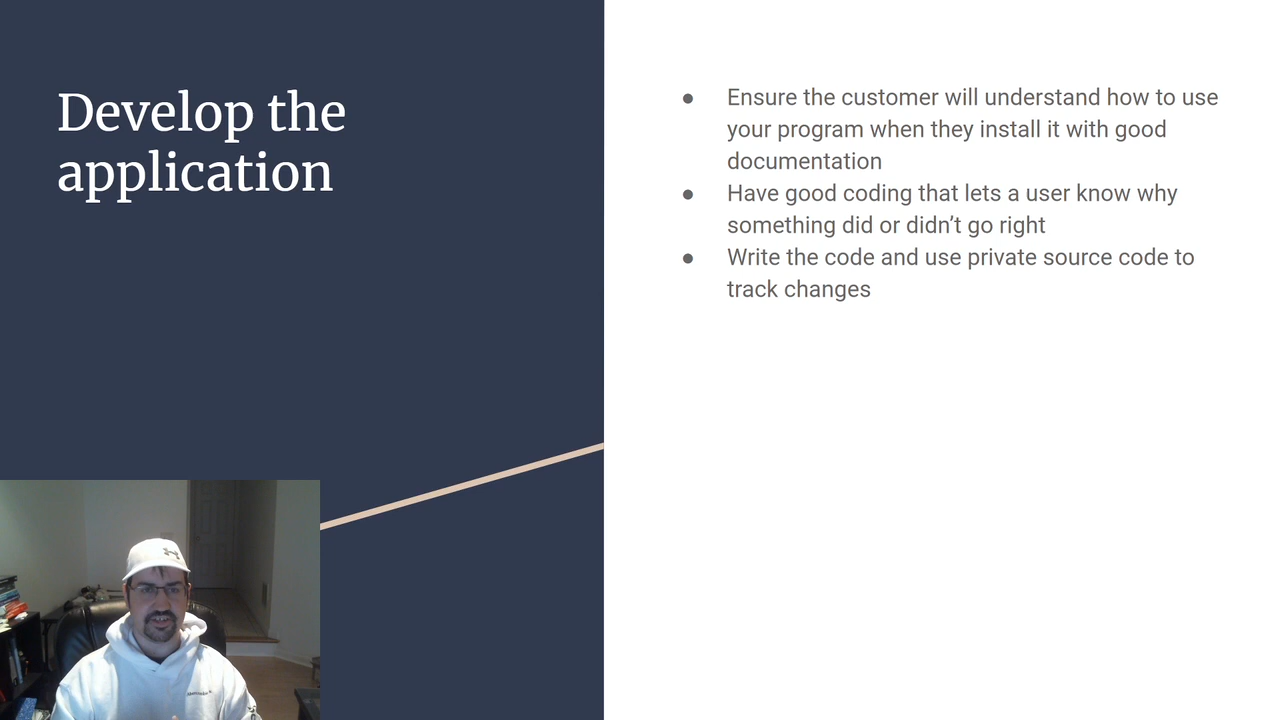 Develop the
application
● Ensure the customer will understand how to use
your program when they install it with good
documentation
● Have good coding that lets a user know why
something did or didn’t go right
● Write the code and use private source code to
track changes